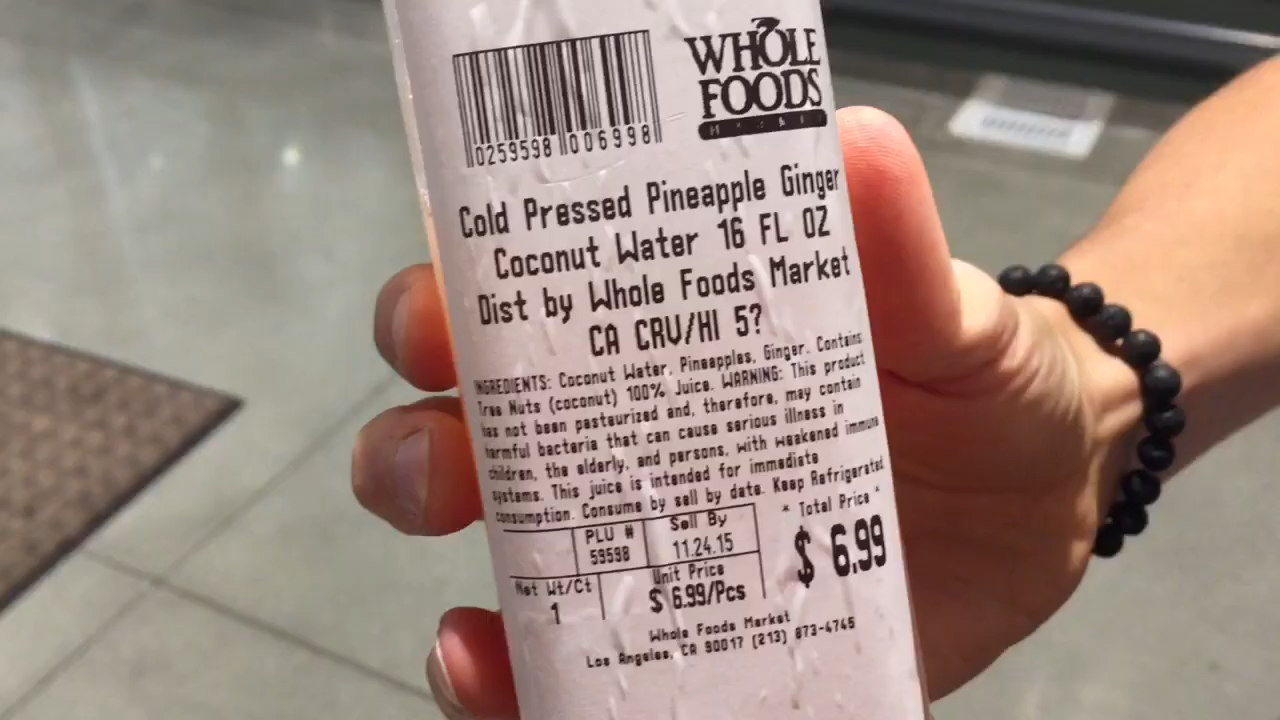 WHOLE
FOODS
0259598 006998
Cold Pressed Pineapple Ginger
Coconut Water 16 FL OZ
Dist by Whole Foods Market
CA CRV/HI 5?
INGREDIENTS: Coconut Water, Pineapples, Ginger. Contains
Tree Nuts (coconut) 100% Juice. WARNING: This product
has not been pasteurized and, therefore, may contain
harmful bacteria that can cause serious illness in
children, the elderly, and persons, with weakened immune
systems. This juice is intended for immediate
consumption. Consume by sell by date. Keep Refrigerated
PLU # Sell By * Total Price *
59598 11.24.15 $ 6.99
Net Wt/Ct Unit Price
1 $ 6.99/Pcs
Whole Foods Market
Los Angeles, CA 90017 (213) 873-4745